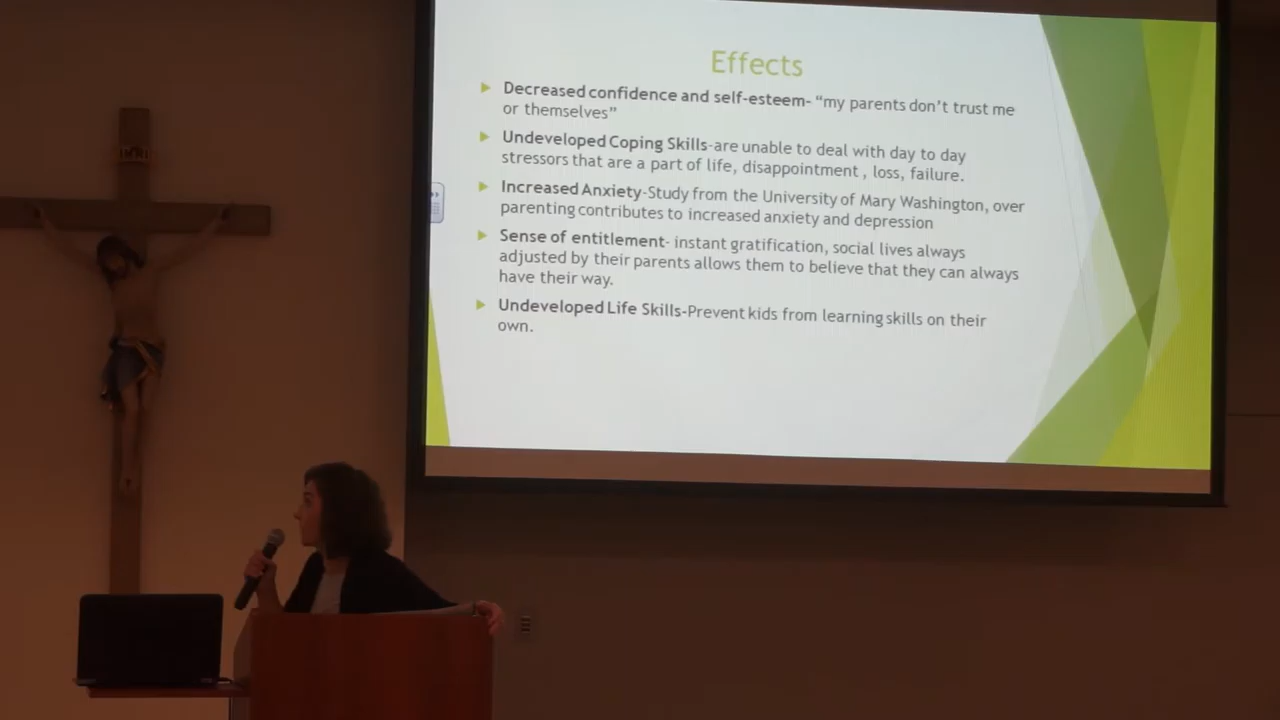 Effects
Decreased confidence and self-esteem- “my parents don’t trust me
or themselves”
Undeveloped Coping Skills-are unable to deal with day to day
stressors that are a part of life, disappointment , loss, failure.
Increased Anxiety-Study from the University of Mary Washington, over
parenting contributes to increased anxiety and depression
Sense of entitlement- instant gratification, social lives always
adjusted by their parents allows them to believe that they can always
have their way.
Undeveloped Life Skills-Prevent kids from learning skills on their
own.